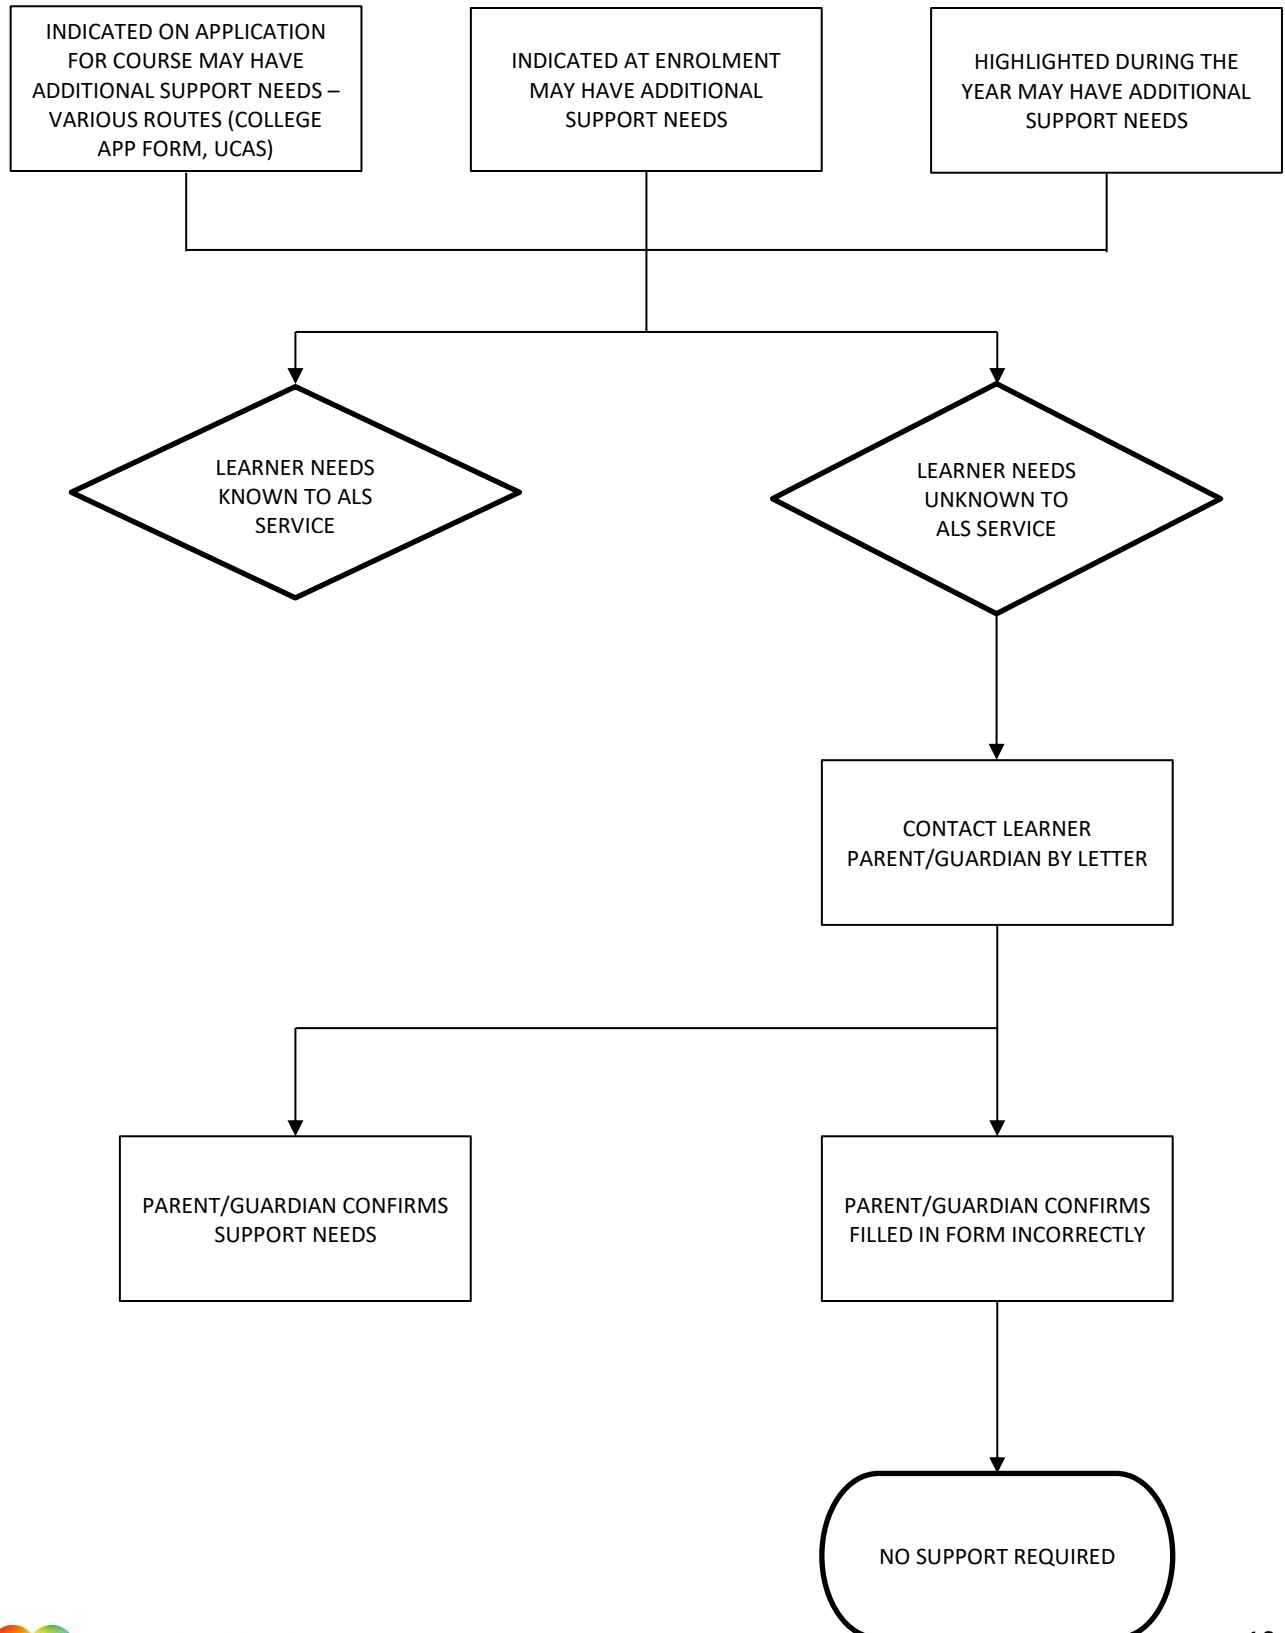 INDICATED ON APPLICATION
FOR COURSE MAY HAVE
ADDITIONAL SUPPORT NEEDS –
VARIOUS ROUTES (COLLEGE
APP FORM, UCAS)
INDICATED AT ENROLMENT
MAY HAVE ADDITIONAL
SUPPORT NEEDS
HIGHLIGHTED DURING THE
YEAR MAY HAVE ADDITIONAL
SUPPORT NEEDS
LEARNER NEEDS
KNOWN TO ALS
SERVICE
LEARNER NEEDS
UNKNOWN TO
ALS SERVICE
CONTACT LEARNER
PARENT/GUARDIAN BY LETTER
PARENT/GUARDIAN CONFIRMS
SUPPORT NEEDS
PARENT/GUARDIAN CONFIRMS
FILLED IN FORM INCORRECTLY
NO SUPPORT REQUIRED